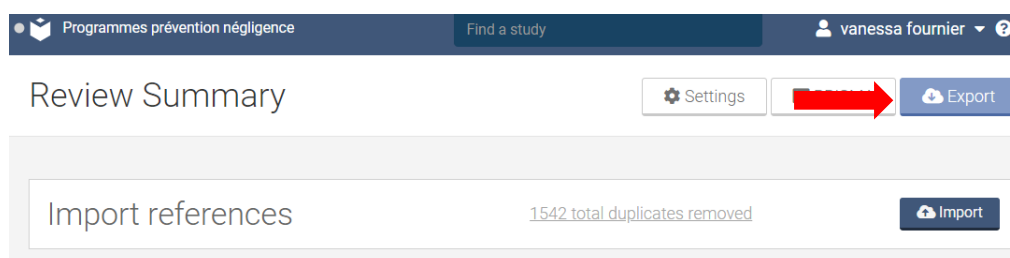 Programmes prévention négligence
Find a study
vanessa fournier
Review Summary
Settings
Export
Import references
1542 total duplicates removed
Import